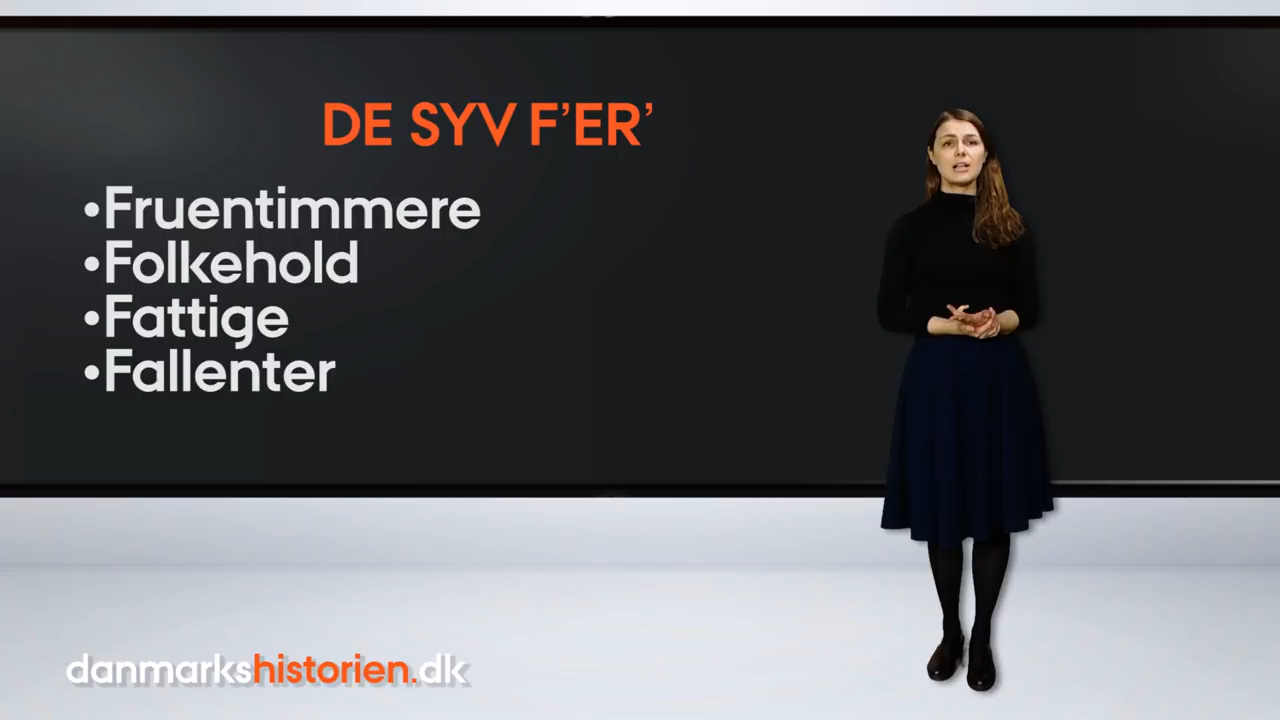 DE SYV F’ER’
•Fruentimmere
•Folkehold
•Fattige
•Fallenter
danmarkshistorien.dk